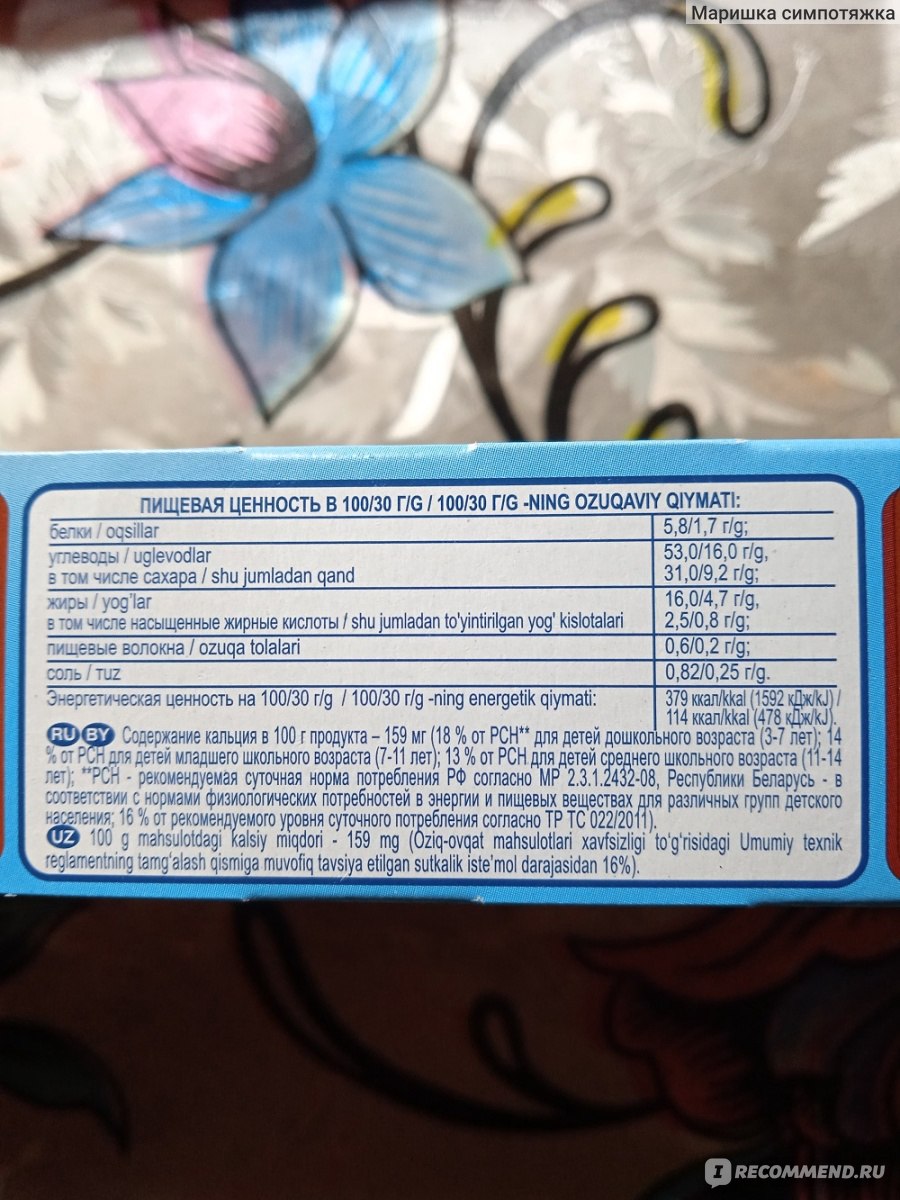 Маришка симпотяжка
ПИЩЕВАЯ ЦЕННОСТЬ В 100/30 Г/G / 100/30 Г/G -NING OZUQAVIY QIYMATI:
белки / oqsillar 5,8/1,7 г/g;
углеводы / uglevodlar 53,0/16,0 г/g,
в том числе сахара / shu jumladan qand 31,0/9,2 г/g;
жиры / yog'lar 16,0/4,7 г/g,
в том числе насыщенные жирные кислоты / shu jumladan to'yintirilgan yog' kislotalari 2,5/0,8 г/g;
пищевые волокна / ozuqa tolalari 0,6/0,2 г/g;
соль / tuz 0,82/0,25 г/g.
Энергетическая ценность на 100/30 г/g / 100/30 г/g -ning energetik qiymati: 379 ккал/kkal (1592 кДж/kJ) /
114 ккал/kkal (478 кДж/kJ).
RU BY Содержание кальция в 100 г продукта – 159 мг (18 % от РСН** для детей дошкольного возраста (3-7 лет); 14
% от РСН для детей младшего школьного возраста (7-11 лет); 13 % от РСН для детей среднего школьного возраста (11-14
лет); **РСН - рекомендуемая суточная норма потребления РФ согласно МР 2.3.1.2432-08, Республики Беларусь - в
соответствии с нормами физиологических потребностей в энергии и пищевых веществах для различных групп детского
населения; 16 % от рекомендуемого уровня суточного потребления согласно ТР ТС 022/2011).
UZ 100 g mahsulotdagi kalsiy miqdori - 159 mg (Oziq-ovqat mahsulotlari xavfsizligi to'g'risidagi Umumiy texnik
reglamentning tamg'alash qismiga muvofiq tavsiya etilgan sutkalik iste'mol darajasidan 16%).
IRECOMMEND.RU